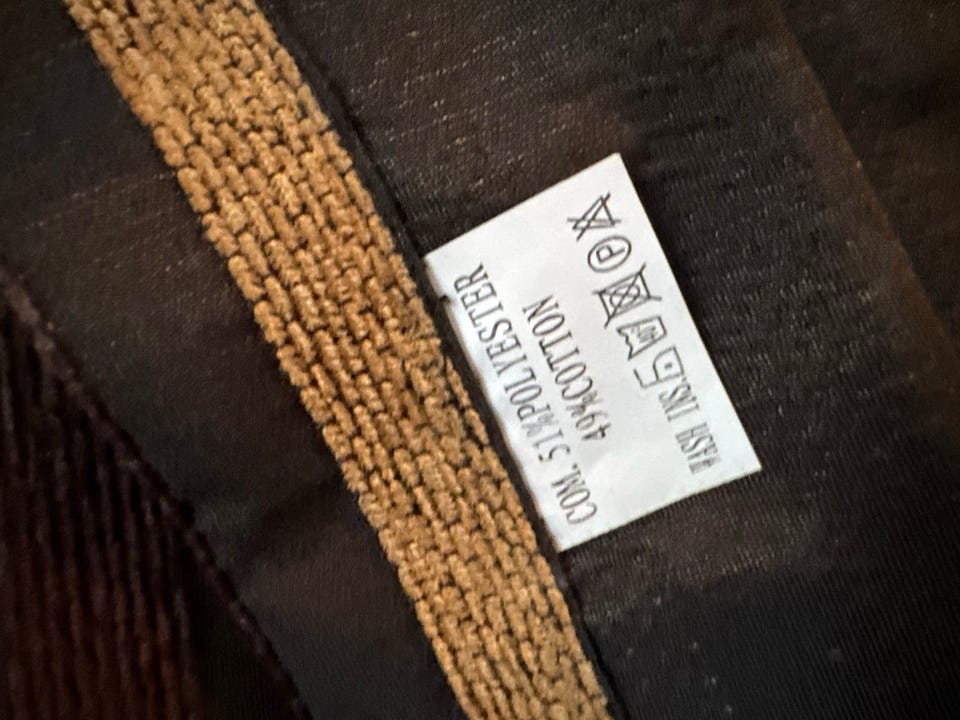 COM. 51%POLYESTER
49%COTTON
WASH INS.
P